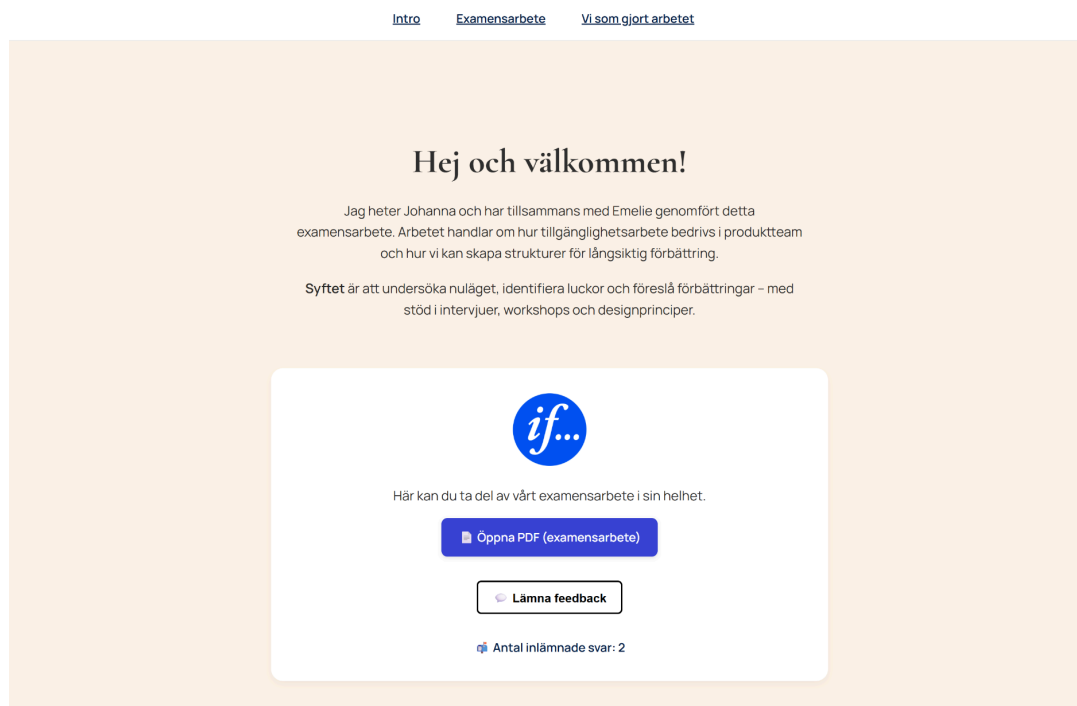 Intro Examensarbete Vi som gjort arbetet
Hej och välkommen!
Jag heter Johanna och har tillsammans med Emelie genomfört detta
examensarbete. Arbetet handlar om hur tillgänglighetsarbete bedrivs i produktteam
och hur vi kan skapa strukturer för långsiktig förbättring.
Syftet är att undersöka nuläget, identifiera luckor och föreslå förbättringar – med
stöd i intervjuer, workshops och designprinciper.
if...
Här kan du ta del av vårt examensarbete i sin helhet.
Öppna PDF (examensarbete)
Lämna feedback
Antal inlämnade svar: 2